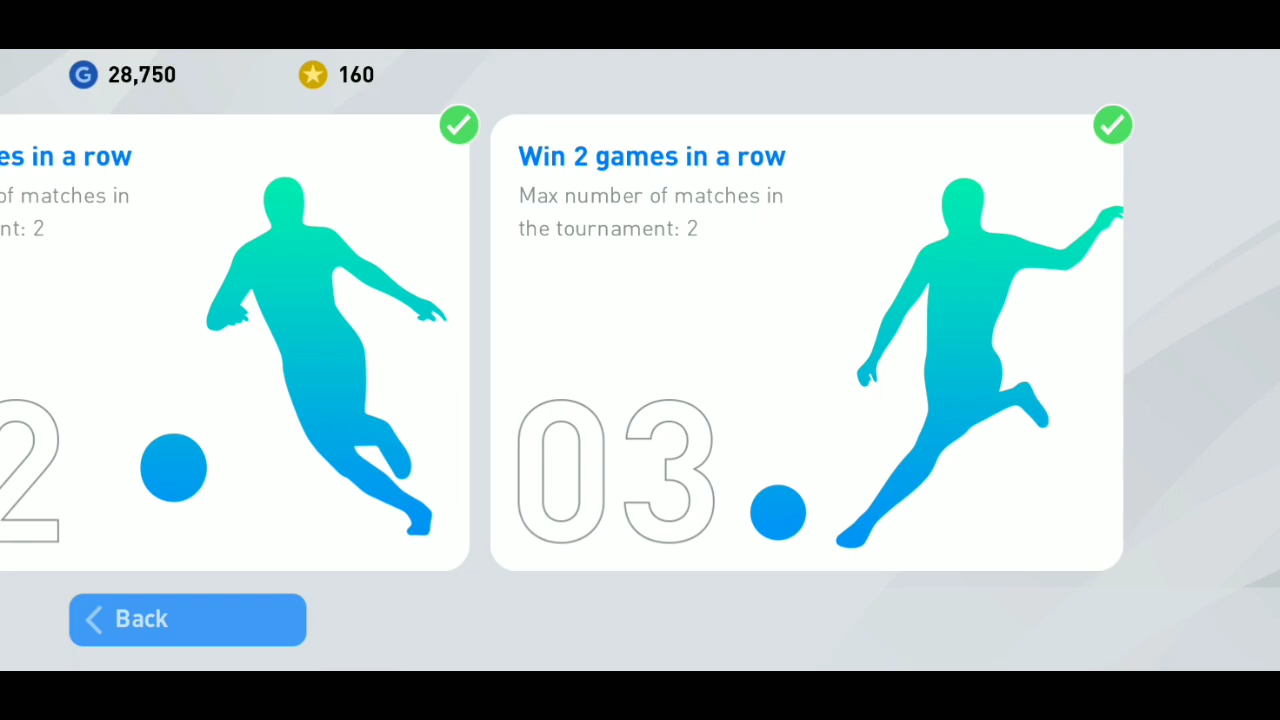 G 28,750
160
es in a row
of matches in
nt: 2
2
Win 2 games in a row
Max number of matches in
the tournament: 2
03
Back